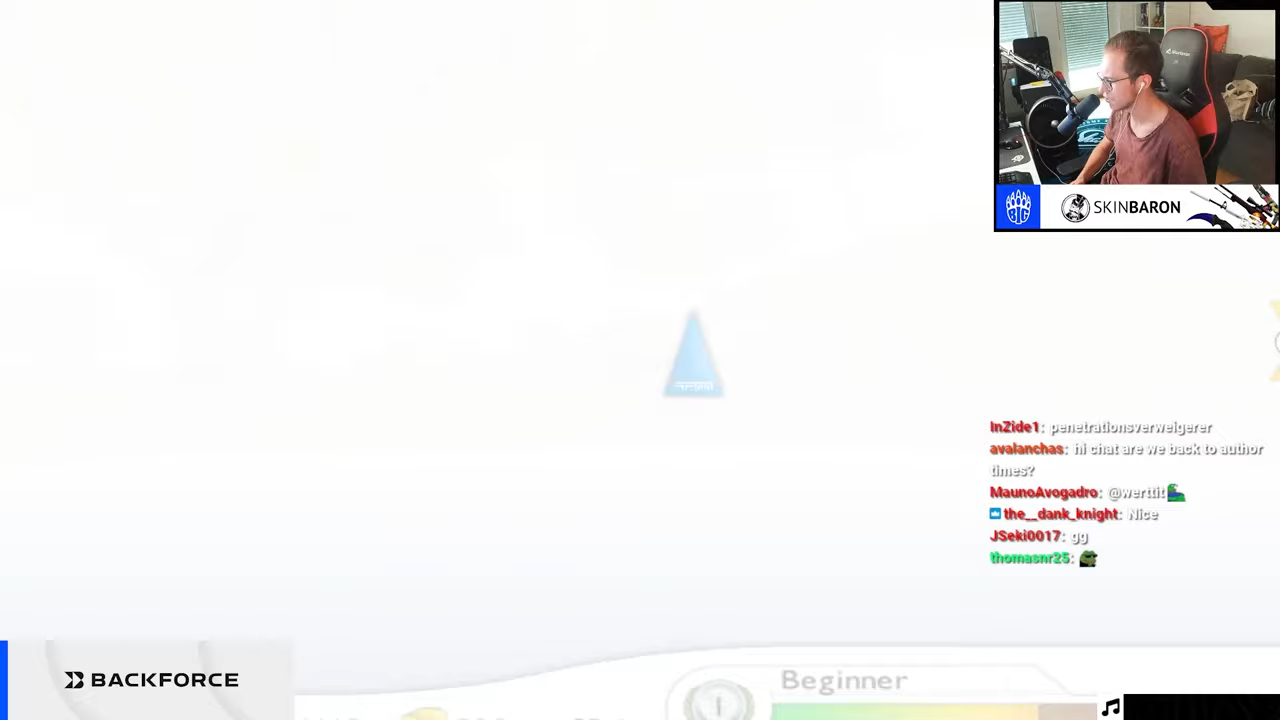 BIG
SKINBARON
InZide1: penetrationsverweigerer
avalanchas: hi chat are we back to author
times?
MaunoAvogadro: @werttit
the__dank_knight: Nice
JSeki0017: gg
thomasnr25:
BACKFORCE
Beginner